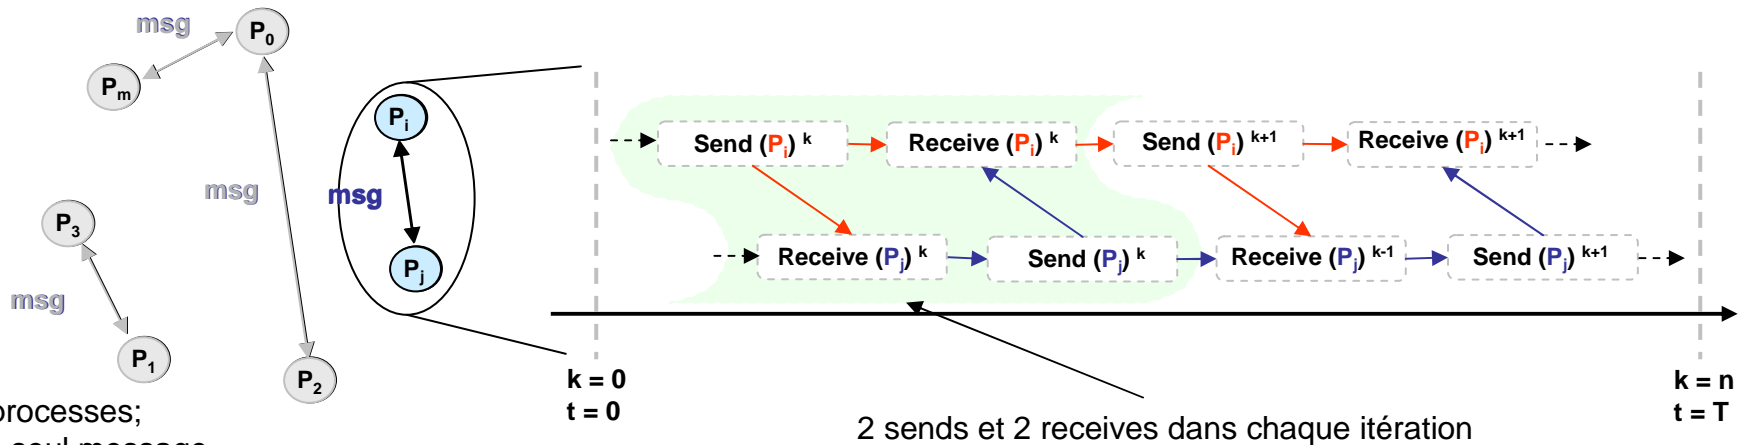 msg
P0
Pm
Pi
msg
msg
Pj
P3
msg
P1
P2
Send (Pi) k
Receive (Pi) k
Send (Pi) k+1
Receive (Pi) k+1
Receive (Pj) k
Send (Pj) k
Receive (Pj) k-1
Send (Pj) k+1
k = 0
t = 0
k = n
t = T
2 sends et 2 receives dans chaque itération
processes;
seul message